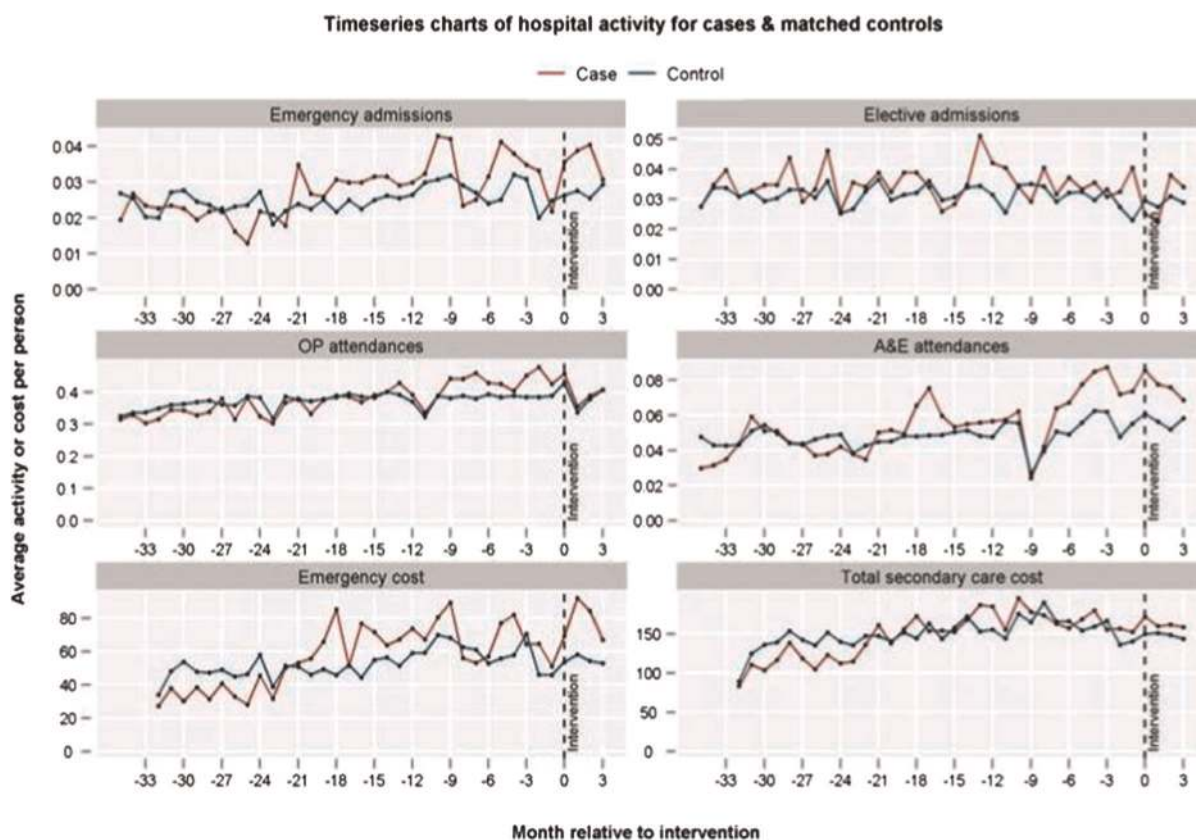 Timeseries charts of hospital activity for cases & matched controls
Case Control
Average activity or cost per person
Emergency admissions
0.04
0.03
0.02
0.01
0.00
Intervention
-33 -30 -27 -24 -21 -18 -15 -12 -9 -6 -3 0 3
Elective admissions
0.05
0.04
0.03
0.02
0.01
0.00
Intervention
-33 -30 -27 -24 -21 -18 -15 -12 -9 -6 -3 0 3
OP attendances
0.4
0.3
0.2
0.1
0.0
Intervention
-33 -30 -27 -24 -21 -18 -15 -12 -9 -6 -3 0 3
A&E attendances
0.08
0.06
0.04
0.02
0.00
Intervention
-33 -30 -27 -24 -21 -18 -15 -12 -9 -6 -3 0 3
Emergency cost
80
60
40
20
0
Intervention
-33 -30 -27 -24 -21 -18 -15 -12 -9 -6 -3 0 3
Total secondary care cost
150
100
50
0
Intervention
-33 -30 -27 -24 -21 -18 -15 -12 -9 -6 -3 0 3
Month relative to intervention